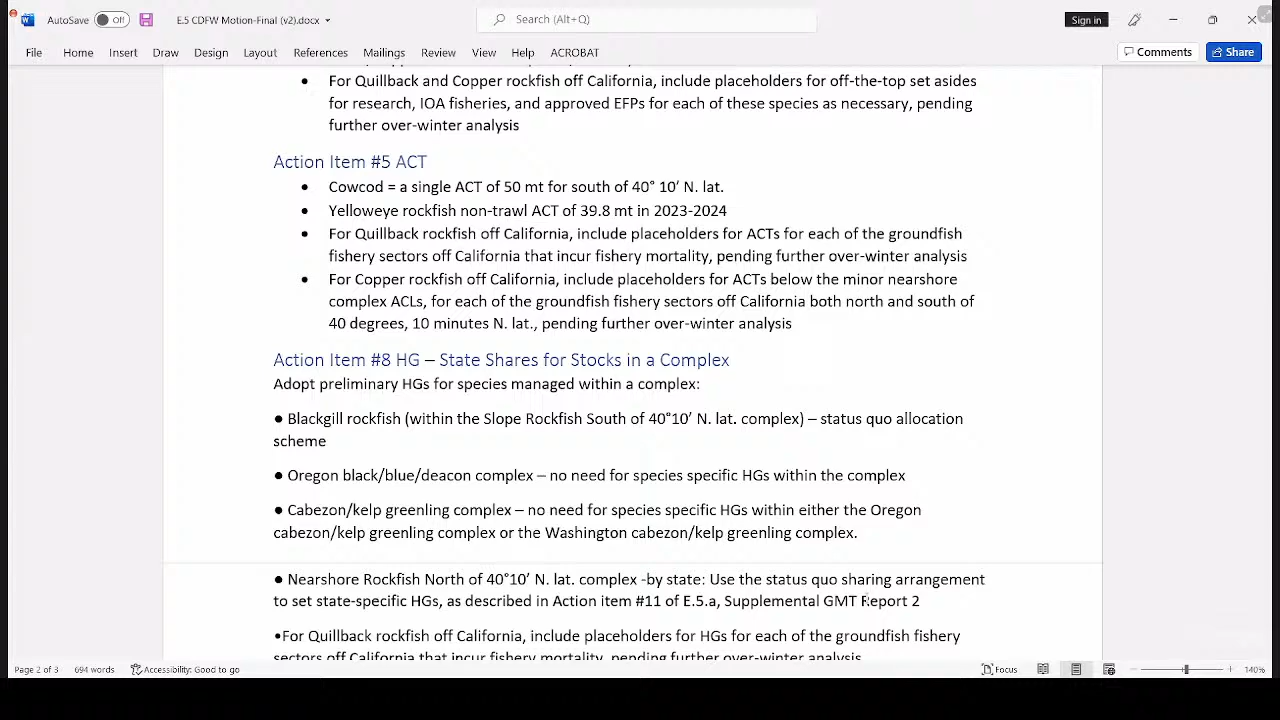 AutoSave Off E.5 CDFW Motion-Final (v2).docx Search (Alt+Q) Sign in
File Home Insert Draw Design Layout References Mailings Review View Help ACROBAT Comments Share
• For Quillback and Copper rockfish off California, include placeholders for off-the-top set asides
for research, IOA fisheries, and approved EFPs for each of these species as necessary, pending
further over-winter analysis
Action Item #5 ACT
• Cowcod = a single ACT of 50 mt for south of 40° 10’ N. lat.
• Yelloweye rockfish non-trawl ACT of 39.8 mt in 2023-2024
• For Quillback rockfish off California, include placeholders for ACTs for each of the groundfish
fishery sectors off California that incur fishery mortality, pending further over-winter analysis
• For Copper rockfish off California, include placeholders for ACTs below the minor nearshore
complex ACLs, for each of the groundfish fishery sectors off California both north and south of
40 degrees, 10 minutes N. lat., pending further over-winter analysis
Action Item #8 HG – State Shares for Stocks in a Complex
Adopt preliminary HGs for species managed within a complex:
● Blackgill rockfish (within the Slope Rockfish South of 40°10’ N. lat. complex) – status quo allocation
scheme
● Oregon black/blue/deacon complex – no need for species specific HGs within the complex
● Cabezon/kelp greenling complex – no need for species specific HGs within either the Oregon
cabezon/kelp greenling complex or the Washington cabezon/kelp greenling complex.
● Nearshore Rockfish North of 40°10’ N. lat. complex -by state: Use the status quo sharing arrangement
to set state-specific HGs, as described in Action item #11 of E.5.a, Supplemental GMT Report 2
•For Quillback rockfish off California, include placeholders for HGs for each of the groundfish fishery
sectors off California that incur fishery mortality, pending further over-winter analysis
Page 2 of 3 694 words Accessibility: Good to go Focus 140%